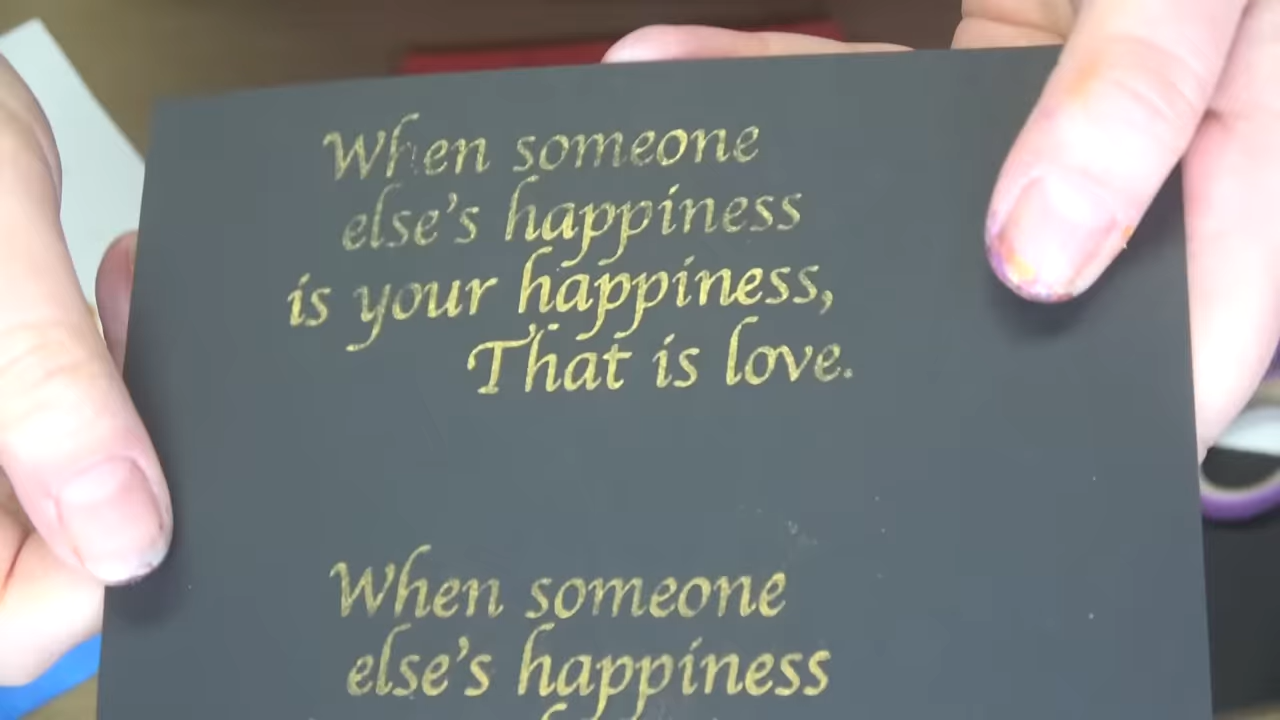 When someone
else's happiness
is your happiness,
That is love.
When someone
else's happiness